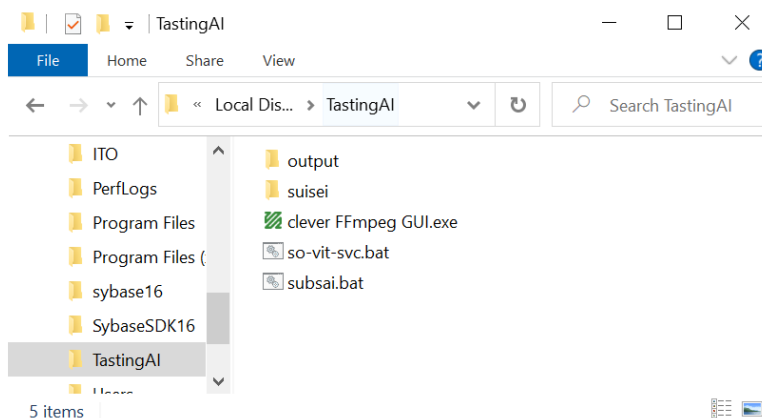 TastingAI
File Home Share View
« Local Dis... TastingAI Search TastingAI
ITO
PerfLogs
Program Files
Program Files (
sybase16
SybaseSDK16
TastingAI
Users
output
suisei
clever FFmpeg GUI.exe
so-vit-svc.bat
subsai.bat
5 items